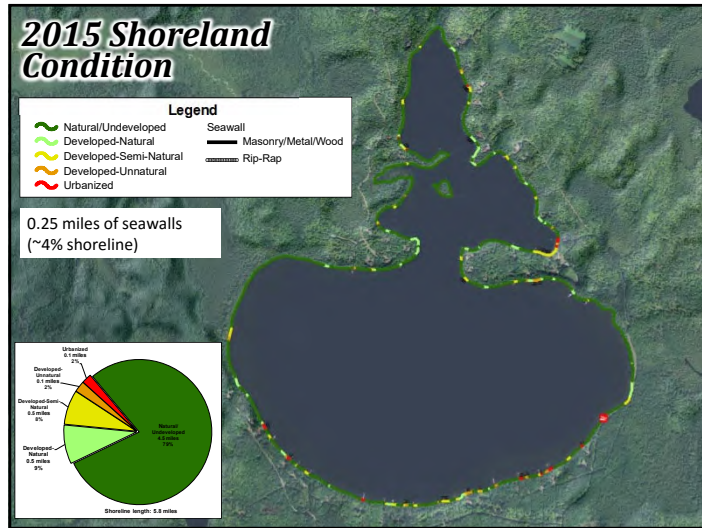 2015 Shoreland
Condition
Legend
Natural/Undeveloped
Developed-Natural
Developed-Semi-Natural
Developed-Unnatural
Urbanized
Seawall
Masonry/Metal/Wood
Rip-Rap
0.25 miles of seawalls
(~4% shoreline)
Urbanized
0.1 miles
2%
Developed-
Unnatural
0.1 miles
2%
Developed-Semi-
Natural
0.5 miles
8%
Developed-
Natural
0.5 miles
9%
Natural/
Undeveloped
4.5 miles
79%
Shoreline length: 5.8 miles